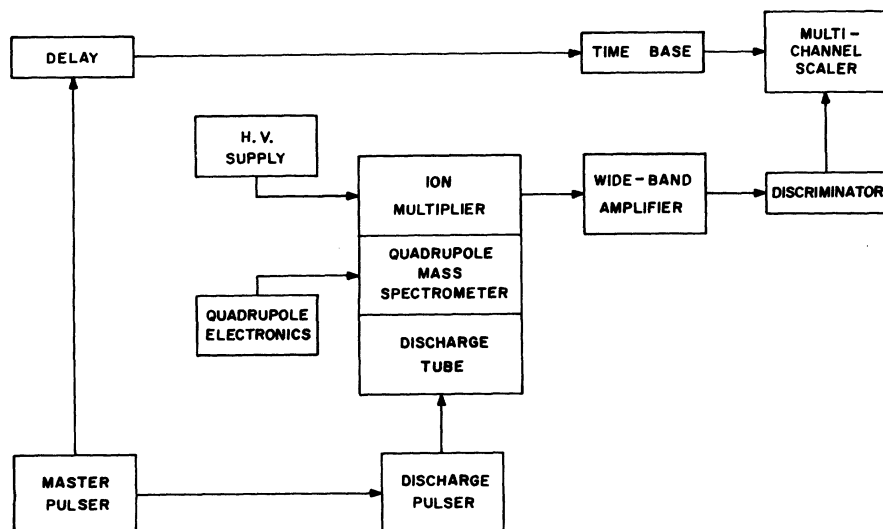 MULTI-
CHANNEL
SCALER
DELAY
TIME BASE
H. V.
SUPPLY
ION
MULTIPLIER
WIDE-BAND
AMPLIFIER
DISCRIMINATOR
QUADRUPOLE
MASS
SPECTROMETER
QUADRUPOLE
ELECTRONICS
DISCHARGE
TUBE
MASTER
PULSER
DISCHARGE
PULSER